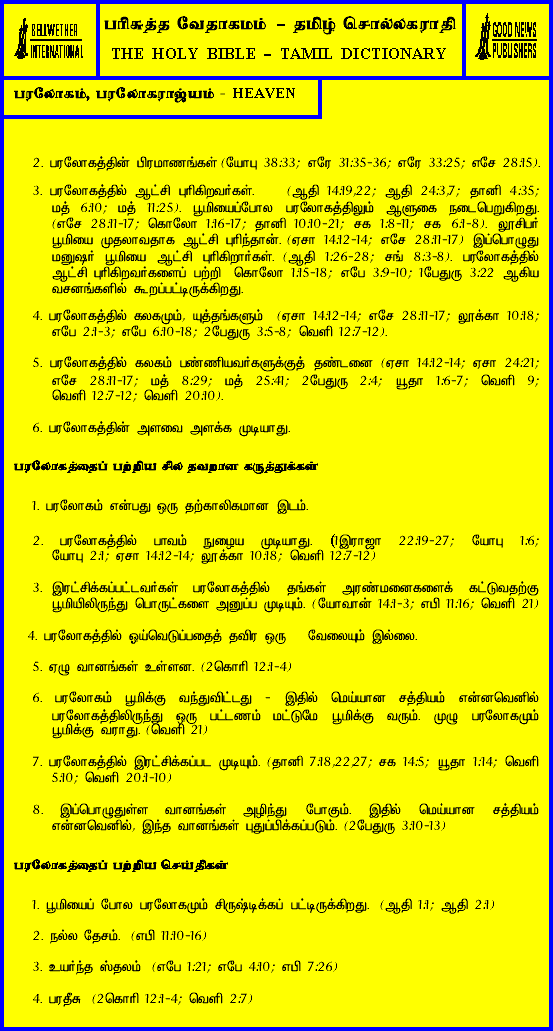 BELLWETHER
INTERNATIONAL
பரிசுத்த வேதாகமம் - தமிழ் சொல்லகராதி
THE HOLY BIBLE - TAMIL DICTIONARY
GOOD NEWS
PUBLISHERS
பரலோகம், பரலோகராஜ்யம் - HEAVEN
2. பரலோகத்தின் பிரமாணங்கள் (யோபு 38:33; எரே 31:35-36; எரே 33:25; எசே 28:15).
3. பரலோகத்தில் ஆட்சி புரிகிறவர்கள். (ஆதி 14:19,22; ஆதி 24:3,7; தானி 4:35;
மத் 6:10; மத் 11:25). பூமியைப்போல பரலோகத்திலும் ஆளுகை நடைபெறுகிறது.
(எசே 28:11-17; கொலோ 1:16-17; தானி 10:10-21; சக 1:8-11; சக 6:1-8). லூசிபர்
பூமியை முதலாவதாக ஆட்சி புரிந்தான். (ஏசா 14:12-14; எசே 28:11-17) இப்பொழுது
மனுஷர் பூமியை ஆட்சி புரிகிறார்கள். (ஆதி 1:26-28; சங் 8:3-8). பரலோகத்தில்
ஆட்சி புரிகிறவர்களைப் பற்றி கொலோ 1:15-18; எபே 3:9-10; 1பேதுரு 3:22 ஆகிய
வசனங்களில் கூறப்பட்டிருக்கிறது.
4. பரலோகத்தில் கலகமும், யுத்தங்களும் (ஏசா 14:12-14; எசே 28:11-17; லூக்கா 10:18;
எபே 2:1-3; எபே 6:10-18; 2பேதுரு 3:5-8; வெளி 12:7-12).
5. பரலோகத்தில் கலகம் பண்ணியவர்களுக்குத் தண்டனை (ஏசா 14:12-14; ஏசா 24:21;
எசே 28:11-17; மத் 8:29; மத் 25:41; 2பேதுரு 2:4; யூதா 1:6-7; வெளி 9;
வெளி 12:7-12; வெளி 20:10).
6. பரலோகத்தின் அளவை அளக்க முடியாது.
பரலோகத்தைப் பற்றிய சில தவறான கருத்துக்கள்
1. பரலோகம் என்பது ஒரு தற்காலிகமான இடம்.
2. பரலோகத்தில் பாவம் நுழைய முடியாது. (1இராஜா 22:19-27; யோபு 1:6;
யோபு 2:1; ஏசா 14:12-14; லூக்கா 10:18; வெளி 12:7-12)
3. இரட்சிக்கப்பட்டவர்கள் பரலோகத்தில் தங்கள் அரண்மனைகளைக் கட்டுவதற்கு
பூமியிலிருந்து பொருட்களை அனுப்ப முடியும். (யோவான் 14:1-3; எபி 11:16; வெளி 21)
4. பரலோகத்தில் ஓய்வெடுப்பதைத் தவிர ஒரு வேலையும் இல்லை.
5. ஏழு வானங்கள் உள்ளன. (2கொரி 12:1-4)
6. பரலோகம் பூமிக்கு வந்துவிட்டது - இதில் மெய்யான சத்தியம் என்னவெனில்
பரலோகத்திலிருந்து ஒரு பட்டணம் மட்டுமே பூமிக்கு வரும். முழு பரலோகமும்
பூமிக்கு வராது. (வெளி 21)
7. பரலோகத்தில் இரட்சிக்கப்பட முடியும். (தானி 7:18,22,27; சக 14:5; யூதா 1:14; வெளி
5:10; வெளி 20:1-10)
8. இப்பொழுதுள்ள வானங்கள் அழிந்து போகும். இதில் மெய்யான சத்தியம்
என்னவெனில், இந்த வானங்கள் புதுப்பிக்கப்படும். (2பேதுரு 3:10-13)
பரலோகத்தைப் பற்றிய செய்திகள்
1. பூமியைப் போல பரலோகமும் சிருஷ்டிக்கப் பட்டிருக்கிறது. (ஆதி 1:1; ஆதி 2:1)
2. நல்ல தேசம். (எபி 11:10-16)
3. உயர்ந்த ஸ்தலம் (எபே 1:21; எபே 4:10; எபி 7:26)
4. பரதீசு (2கொரி 12:1-4; வெளி 2:7)